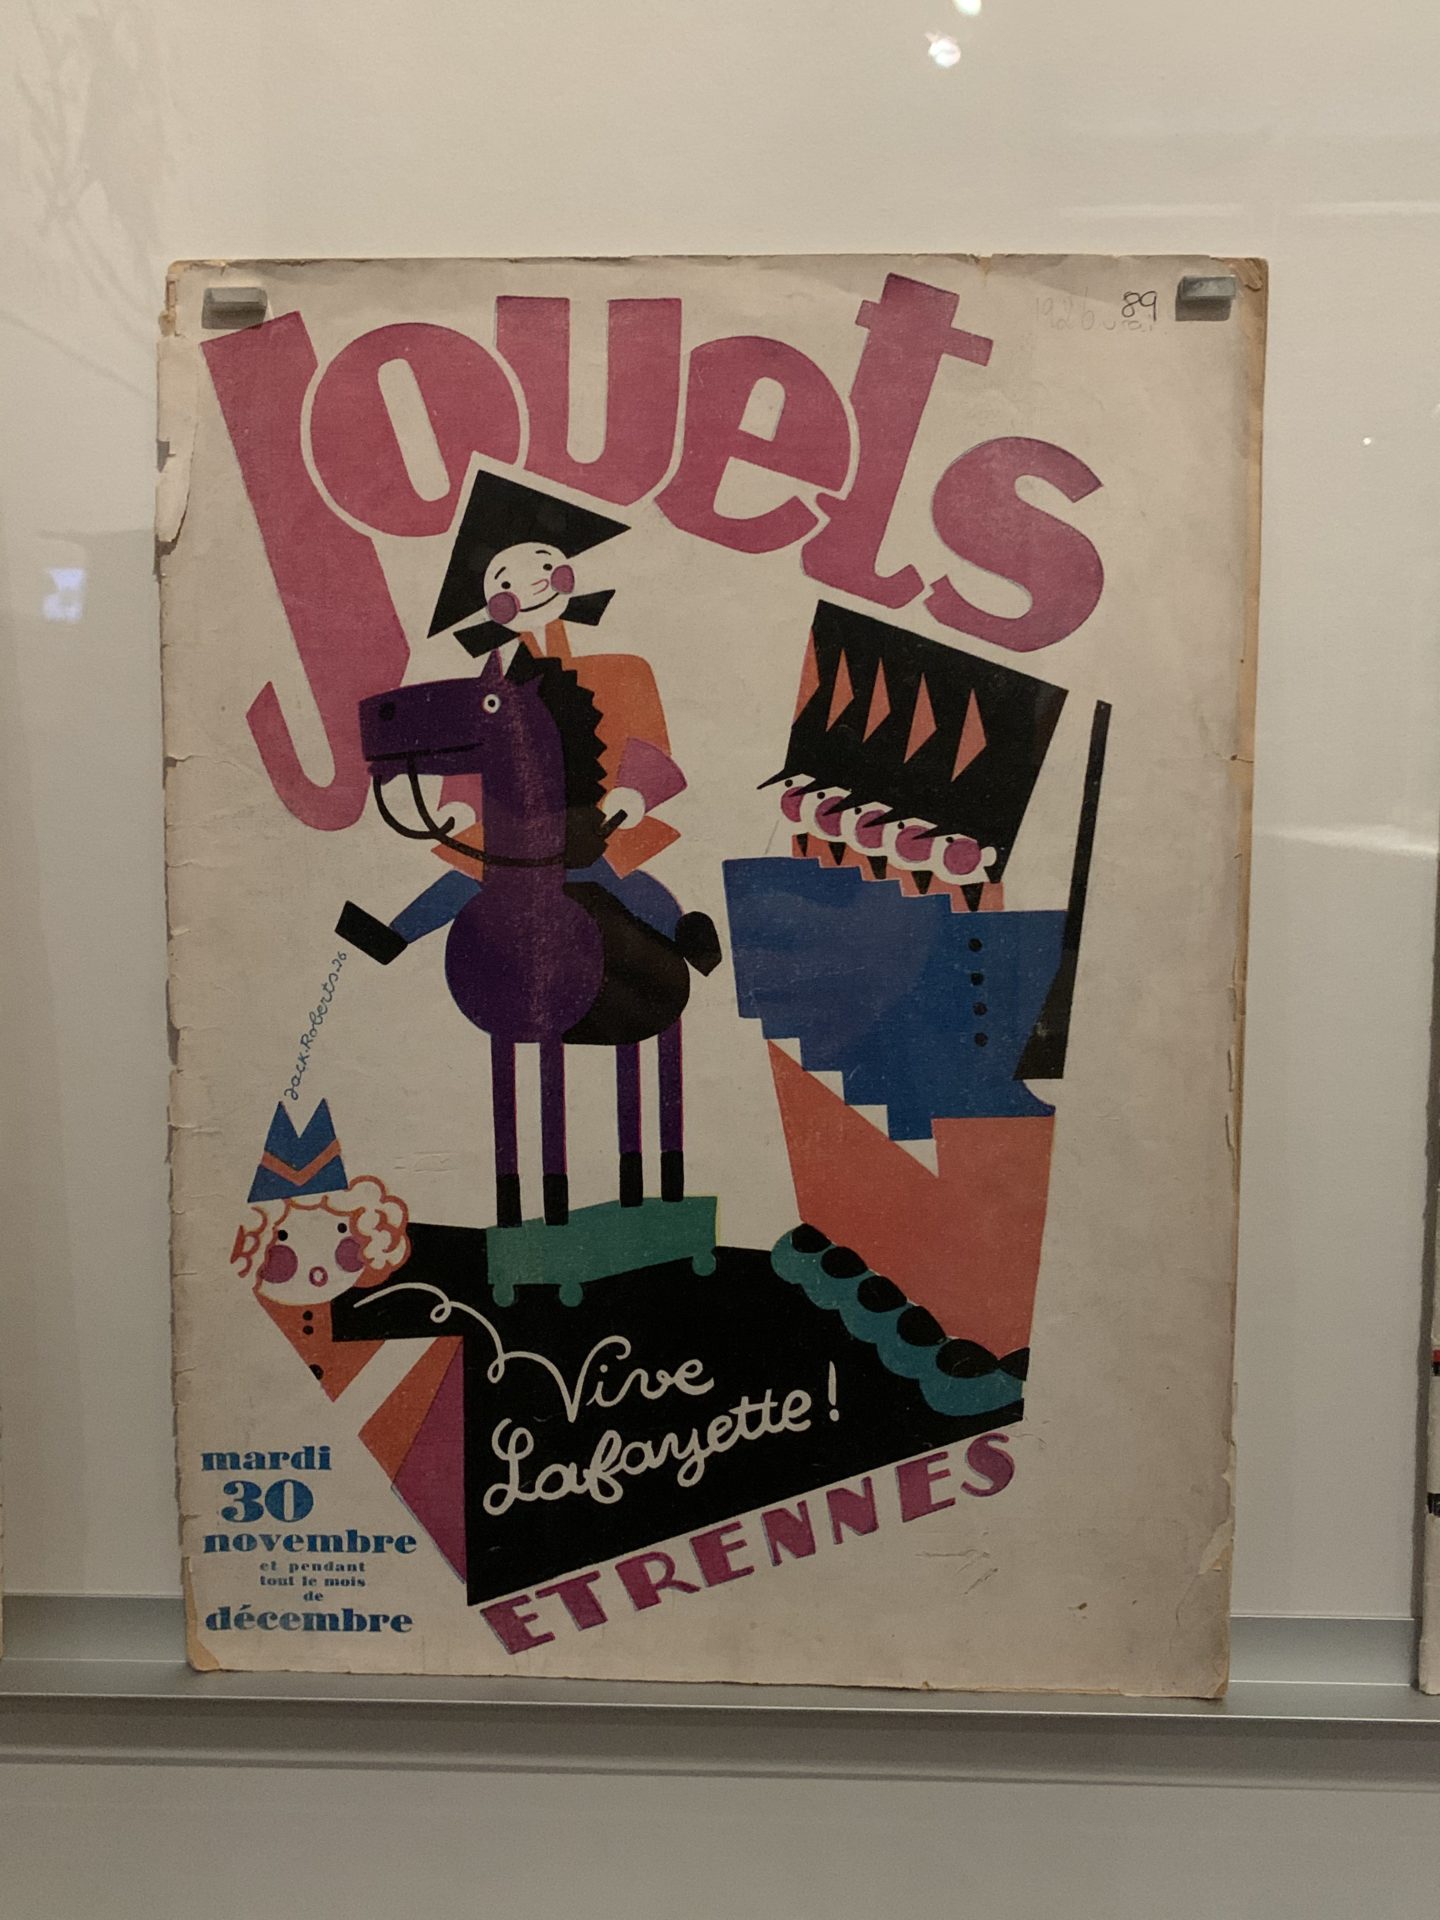 1926 89
Jouets
Jack.Roberts.26
Vive
Lafayette !
ETRENNES
mardi
30
novembre
et pendant
tout le mois
de
décembre